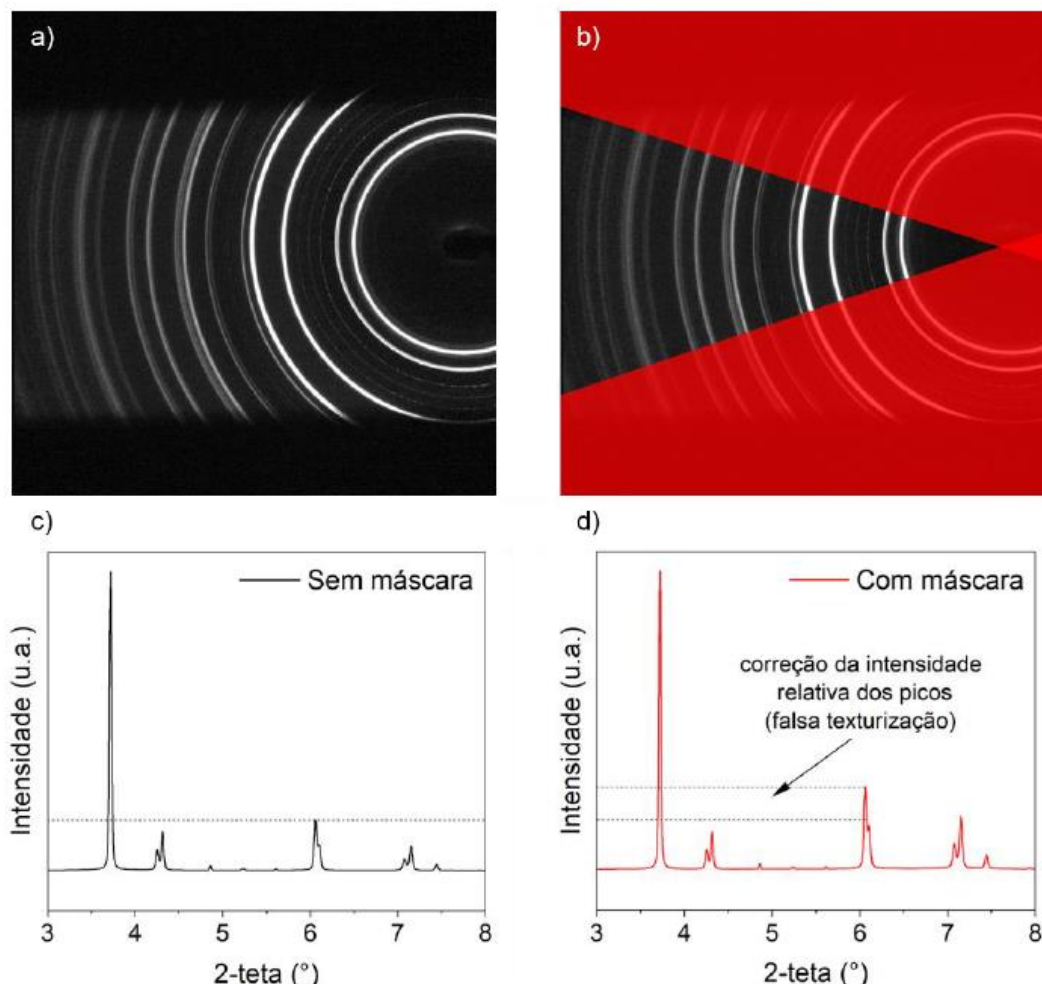 a)
b)
c)
d)
Sem máscara
Intensidade (u.a.)
3 4 5 6 7 8
2-teta (°)
Com máscara
correção da intensidade
relativa dos picos
(falsa texturização)
Intensidade (u.a.)
3 4 5 6 7 8
2-teta (°)